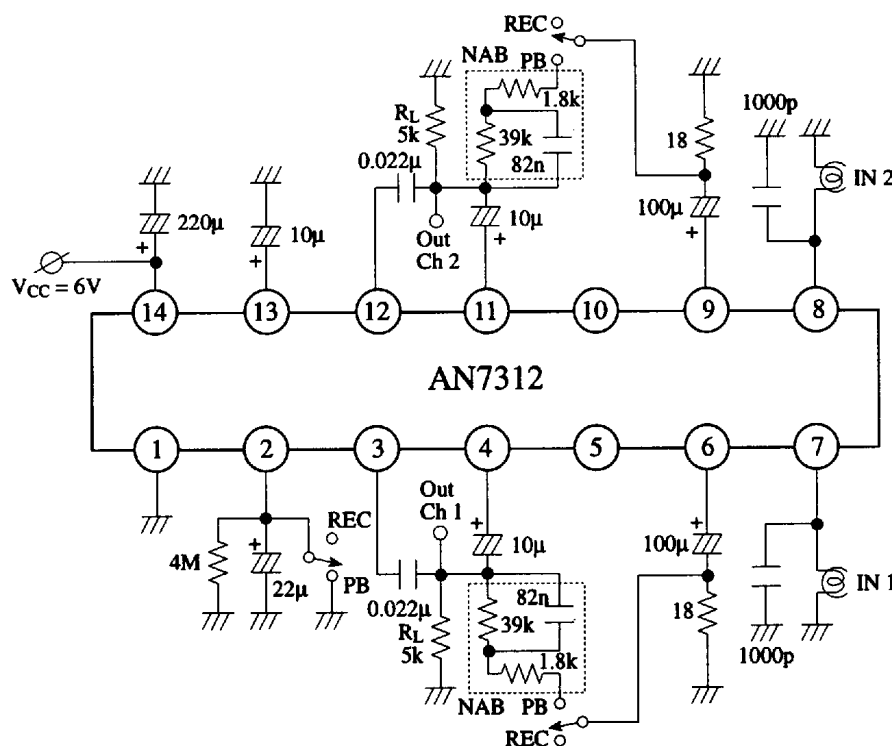 REC
NAB
PB
1.8k
RL
5k
39k
82n
0.022μ
10μ
Out
Ch 2
18
100μ
1000p
IN 2
220μ
10μ
+
+
+
+
VCC = 6V
14
13
12
11
10
9
8
AN7312
1
2
3
4
5
6
7
Out
Ch 1
REC
PB
4M
+
22μ
0.022μ
+
10μ
82n
39k
1.8k
RL
5k
NAB
PB
REC
+
100μ
18
IN 1
1000p